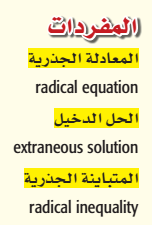 المفردات
المعادلة الجذرية
radical equation
الحل الدخيل
extraneous solution
المتباينة الجذرية
radical inequality